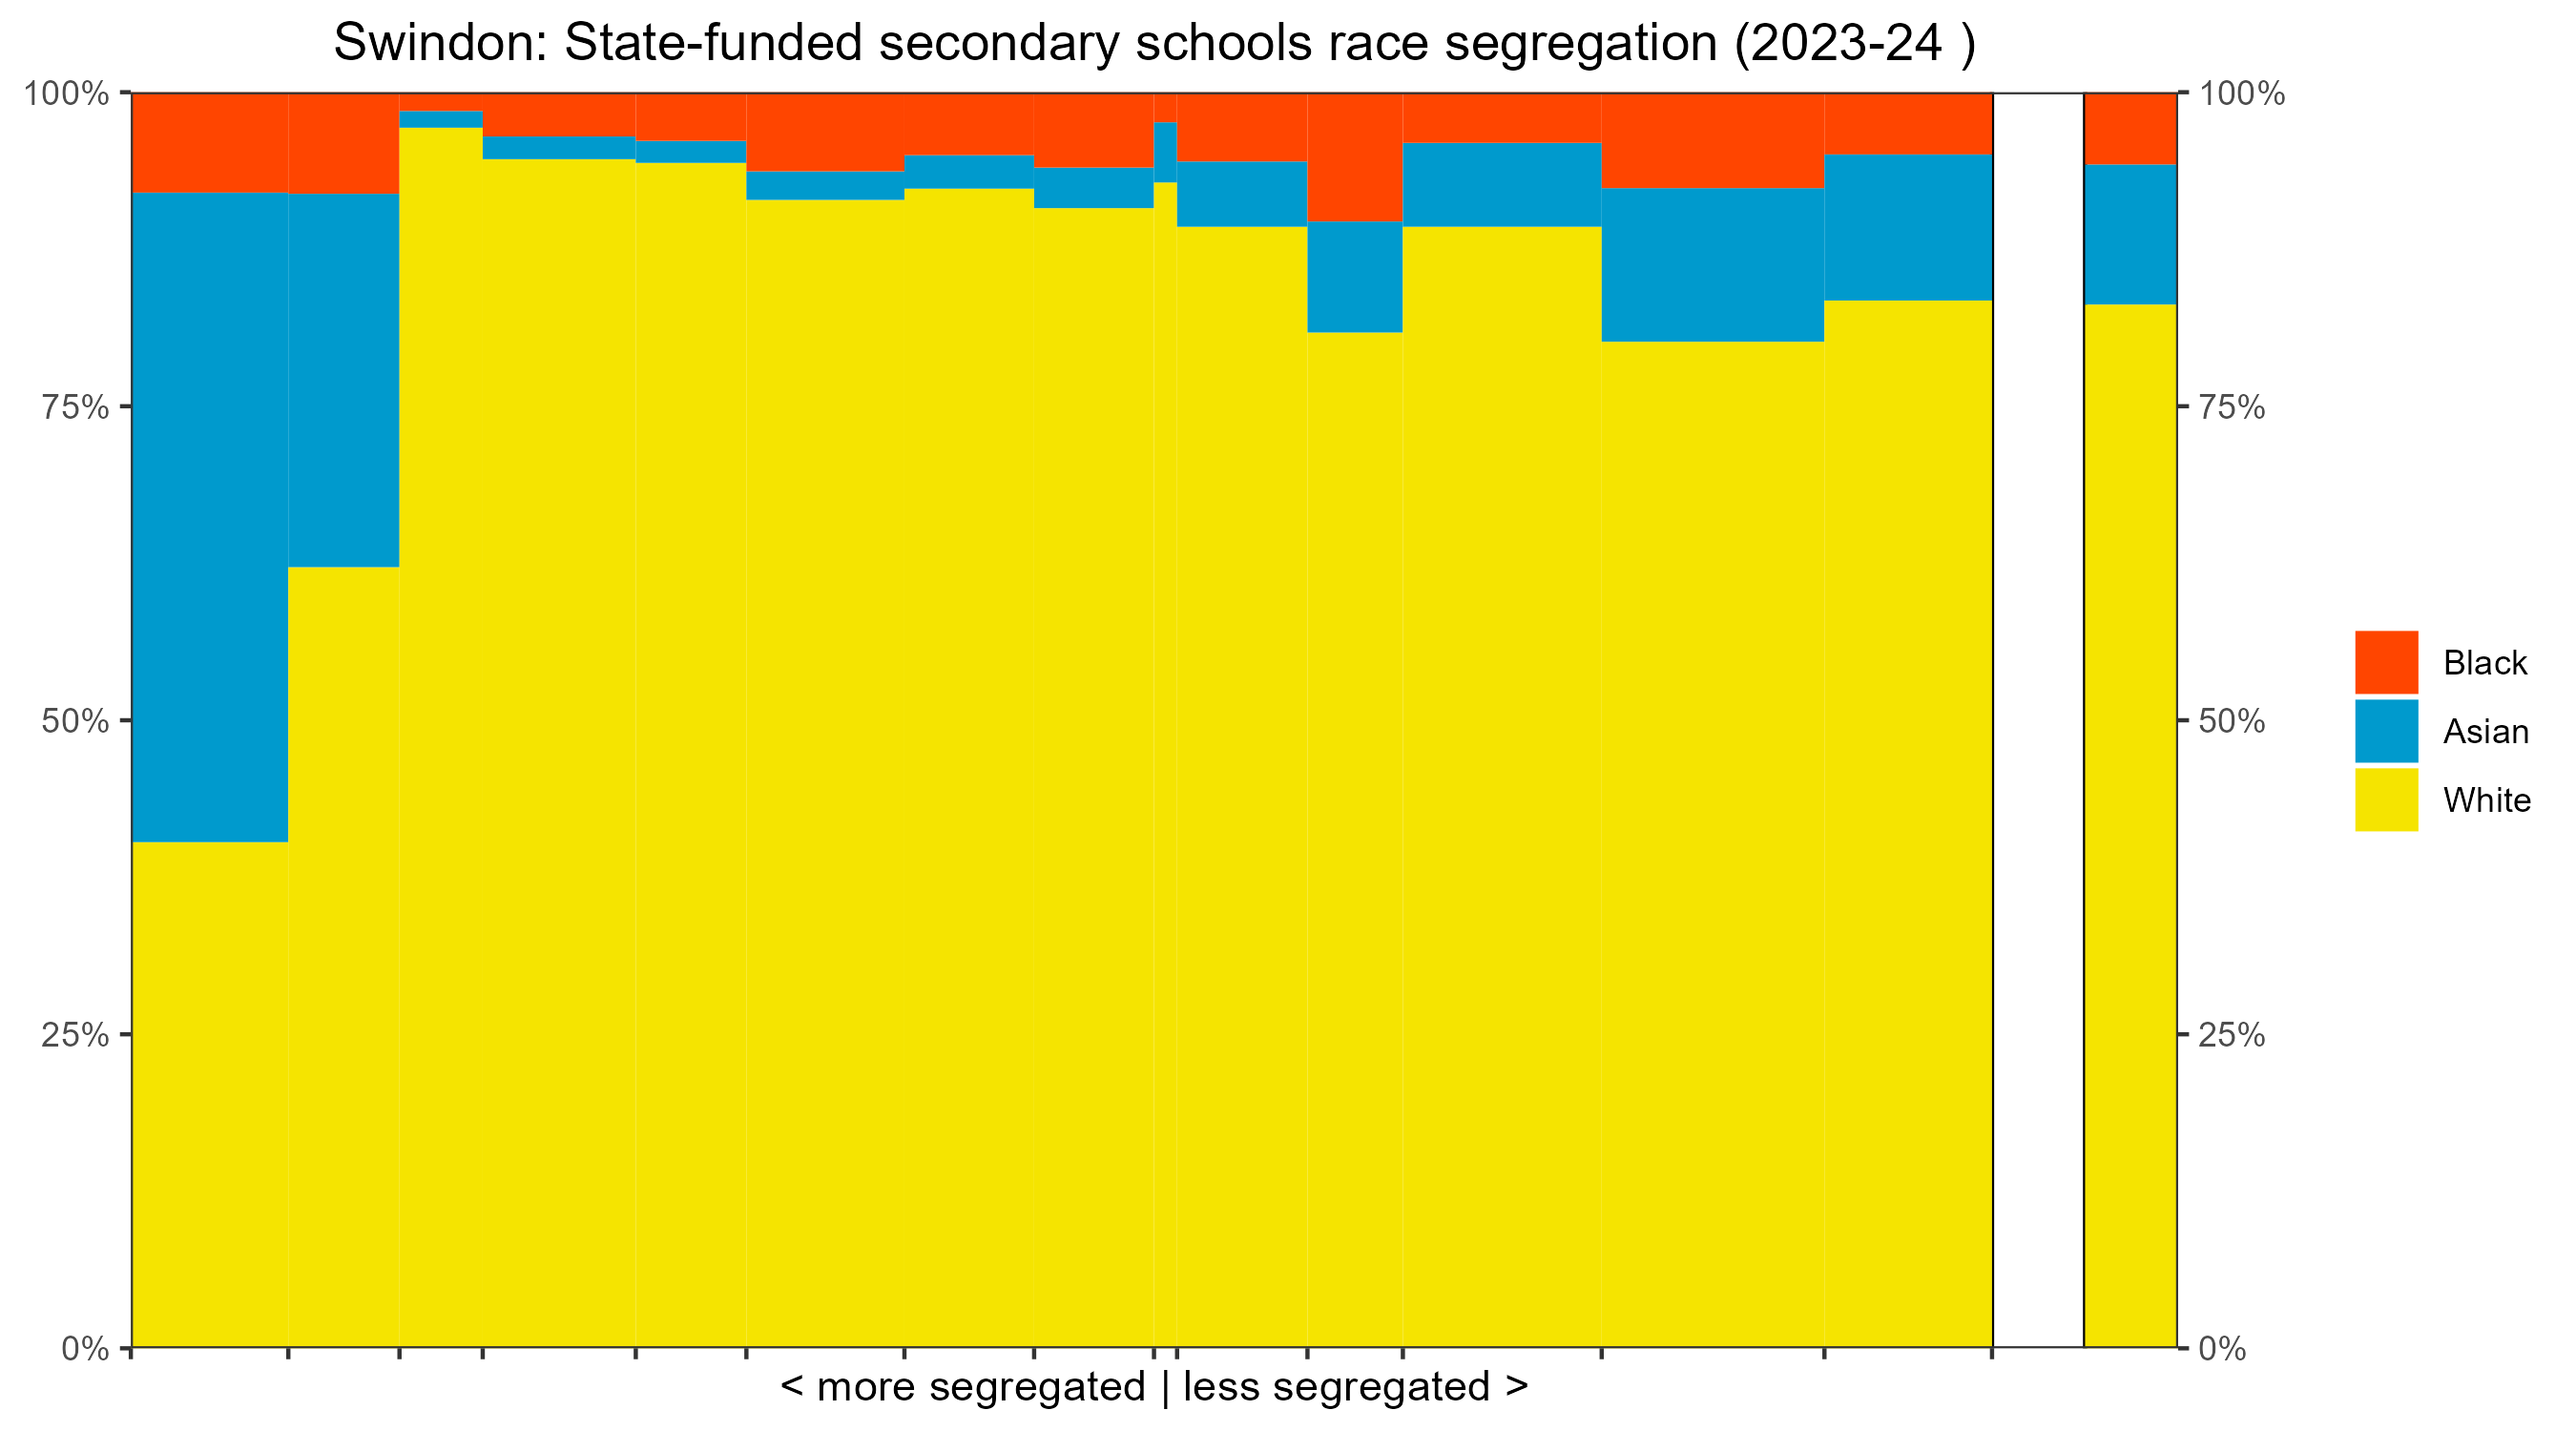 Swindon: State-funded secondary schools race segregation (2023-24 )
100%
75%
50%
25%
0%
100%
75%
50%
25%
0%
Black
Asian
White
< more segregated | less segregated >